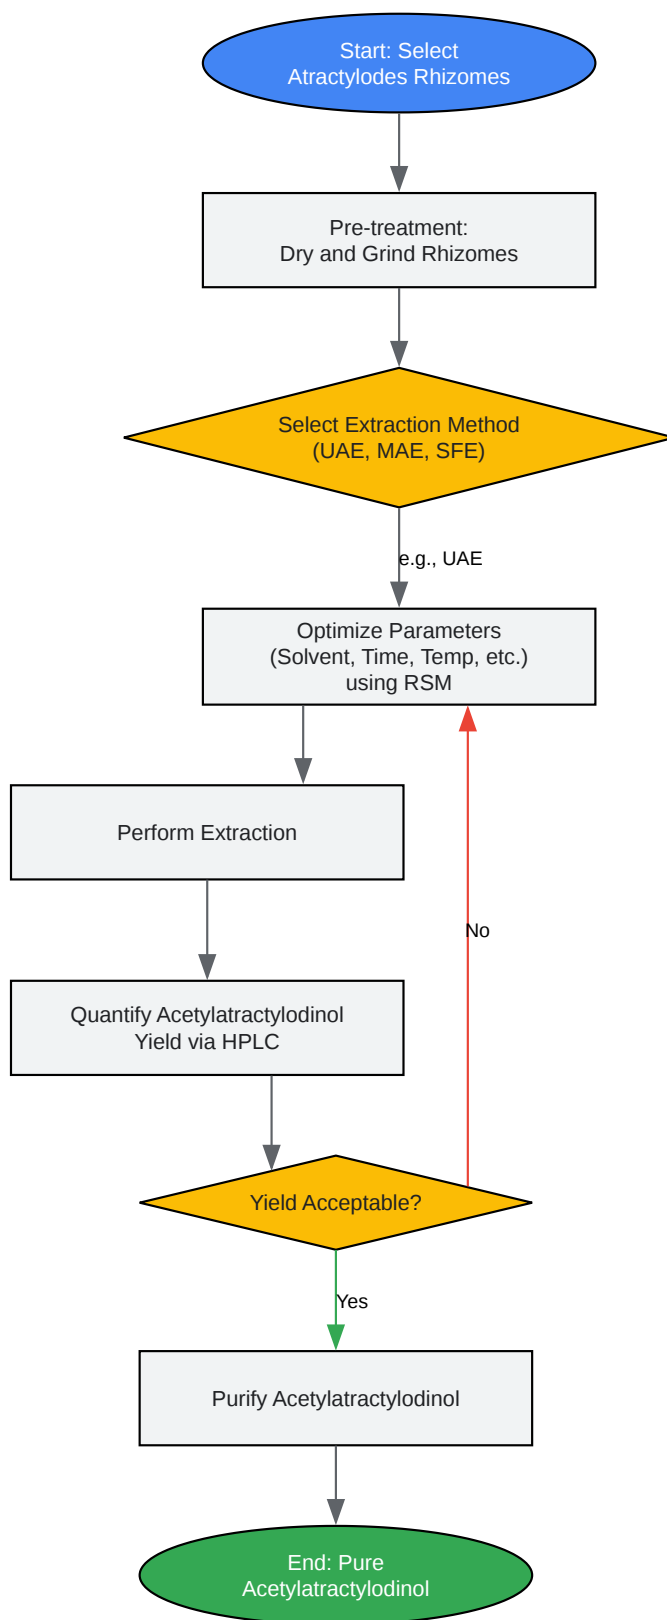 Start: Select
Atractylodes Rhizomes
Pre-treatment:
Dry and Grind Rhizomes
Select Extraction Method
(UAE, MAE, SFE)
e.g., UAE
Optimize Parameters
(Solvent, Time, Temp, etc.)
using RSM
Perform Extraction
No
Quantify Acetylatractylodinol
Yield via HPLC
Yield Acceptable?
Yes
Purify Acetylatractylodinol
End: Pure
Acetylatractylodinol